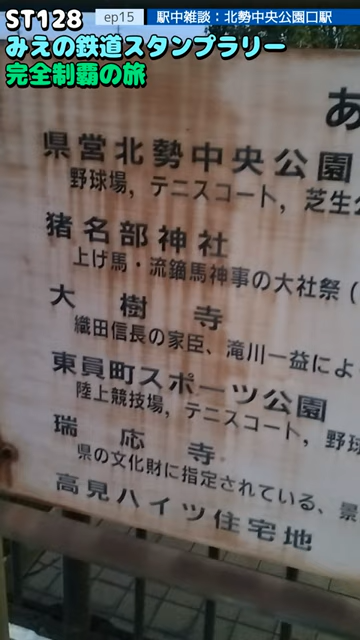 ST128
ep15
駅中雑談：北勢中央公園口駅
みえの鉄道スタンプラリー
完全制覇の旅
あ
県営北勢中央公園
野球場，テニスコート，芝生
猪名部神社
上げ馬・流鏑馬神事の大社祭（
大樹寺
織田信長の家臣、滝川一益によ
東員町スポーツ公園
陸上競技場，テニスコート，野球
瑞応寺
県の文化財に指定されている、景
高見ハイツ住宅地